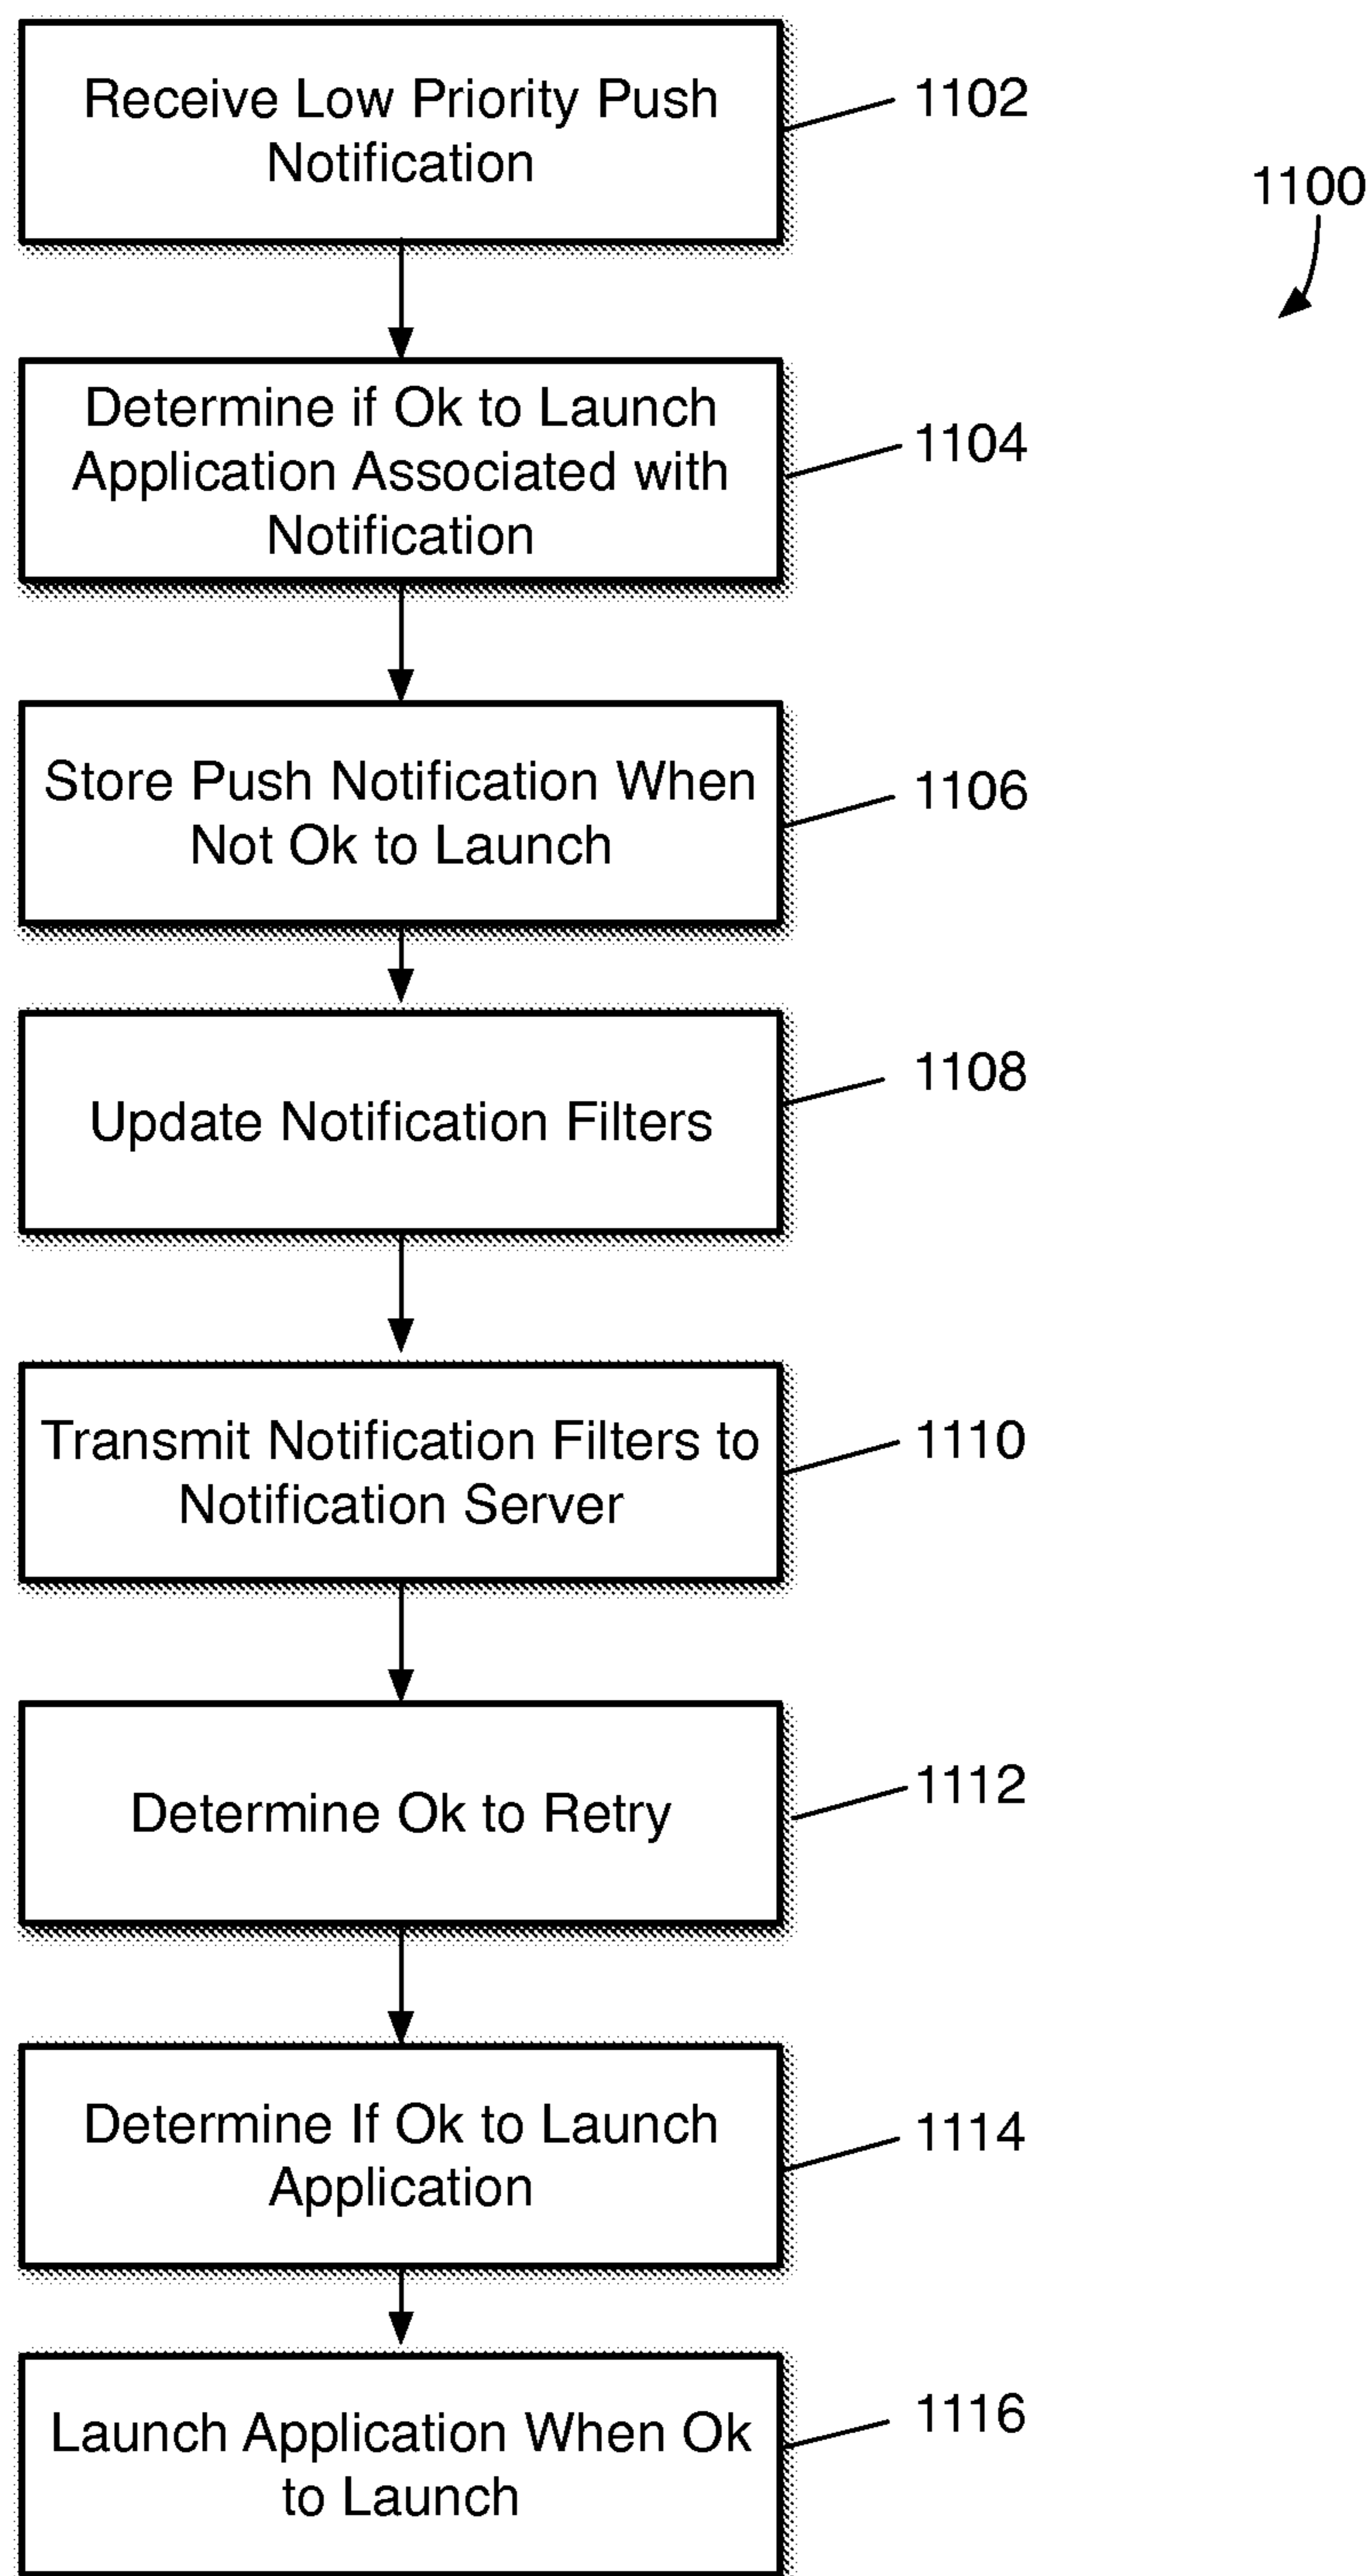 Receive Low Priority Push
Notification
1102
1100
Determine if Ok to Launch
Application Associated with
Notification
1104
Store Push Notification When
Not Ok to Launch
1106
Update Notification Filters
1108
Transmit Notification Filters to
Notification Server
1110
Determine Ok to Retry
1112
Determine If Ok to Launch
Application
1114
Launch Application When Ok
to Launch
1116